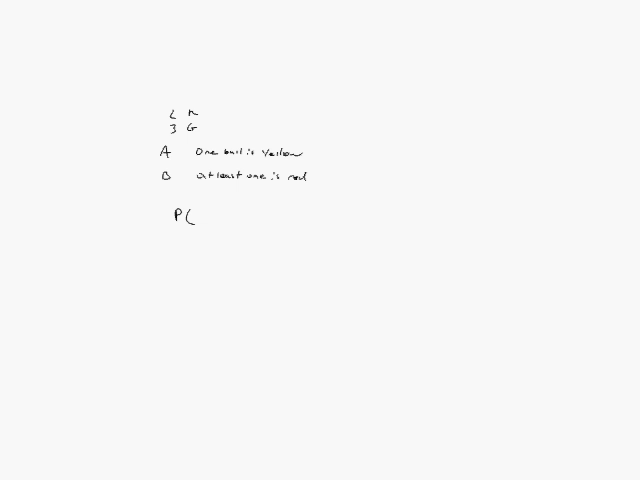 2 R
3 G
A One ball is Yellow
B at least one is red
P(